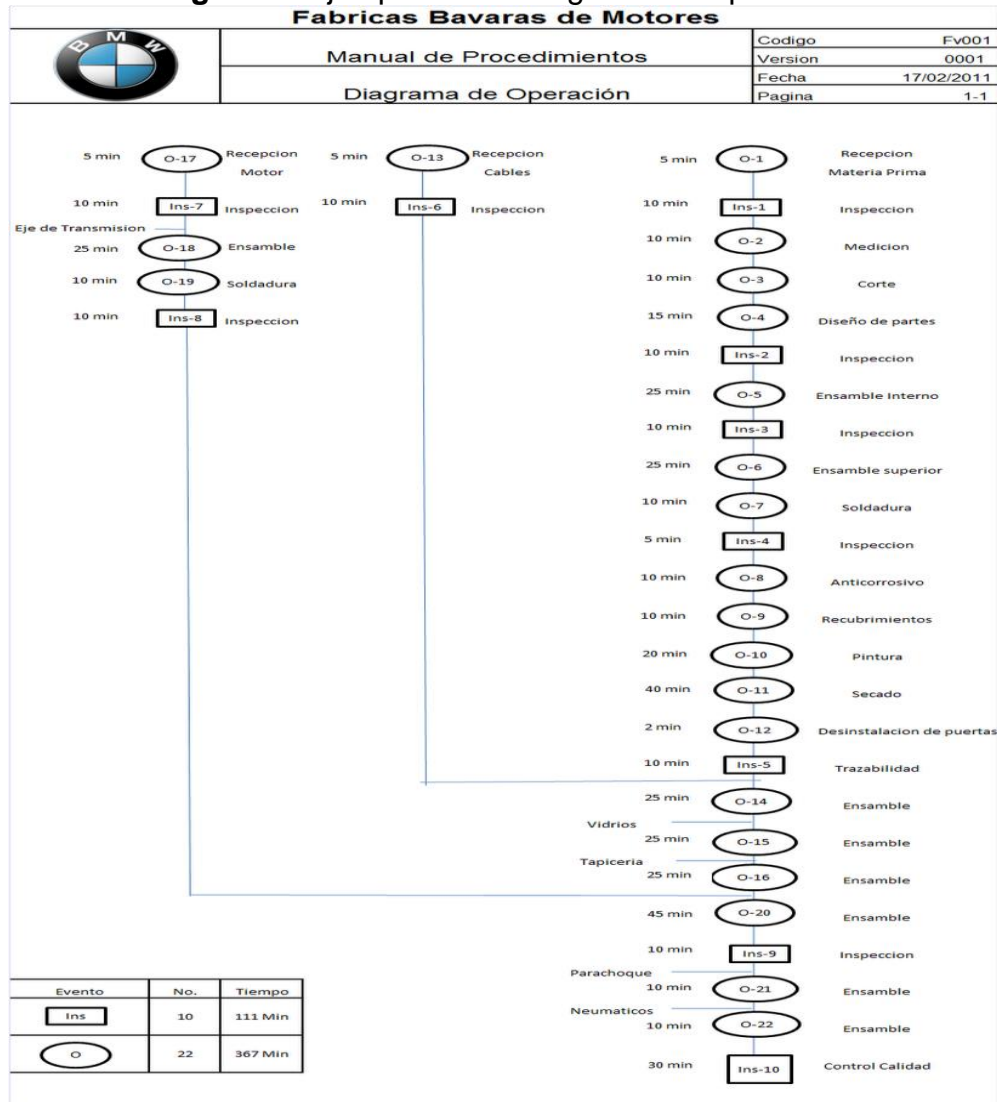 Fabricas Bavaras de Motores
BMW
Manual de Procedimientos
Diagrama de Operación
Codigo Fv001
Version 0001
Fecha 17/02/2011
Pagina 1-1
5 min O-17 Recepcion Motor
10 min Ins-7 Inspeccion
Eje de Transmision
25 min O-18 Ensamble
10 min O-19 Soldadura
10 min Ins-8 Inspeccion
5 min O-13 Recepcion Cables
10 min Ins-6 Inspeccion
5 min O-1 Recepcion Materia Prima
10 min Ins-1 Inspeccion
10 min O-2 Medicion
10 min O-3 Corte
15 min O-4 Diseño de partes
10 min Ins-2 Inspeccion
25 min O-5 Ensamble Interno
10 min Ins-3 Inspeccion
25 min O-6 Ensamble superior
10 min O-7 Soldadura
5 min Ins-4 Inspeccion
10 min O-8 Anticorrosivo
10 min O-9 Recubrimientos
20 min O-10 Pintura
40 min O-11 Secado
2 min O-12 Desinstalacion de puertas
10 min Ins-5 Trazabilidad
25 min O-14 Ensamble
Vidrios
25 min O-15 Ensamble
Tapiceria
25 min O-16 Ensamble
45 min O-20 Ensamble
10 min Ins-9 Inspeccion
Parachoque
10 min O-21 Ensamble
Neumaticos
10 min O-22 Ensamble
30 min Ins-10 Control Calidad
Evento No. Tiempo
Ins 10 111 Min
O 22 367 Min